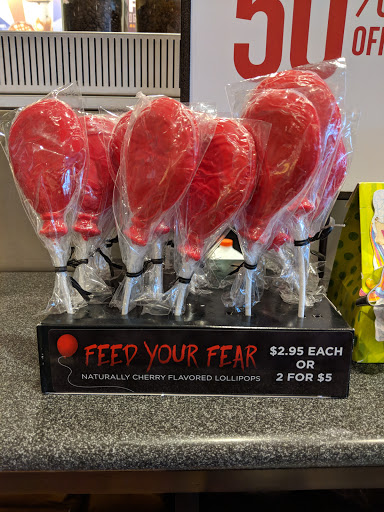 50%
OFF
FEED YOUR FEAR
NATURALLY CHERRY FLAVORED LOLLIPOPS
$2.95 EACH
OR
2 FOR $5